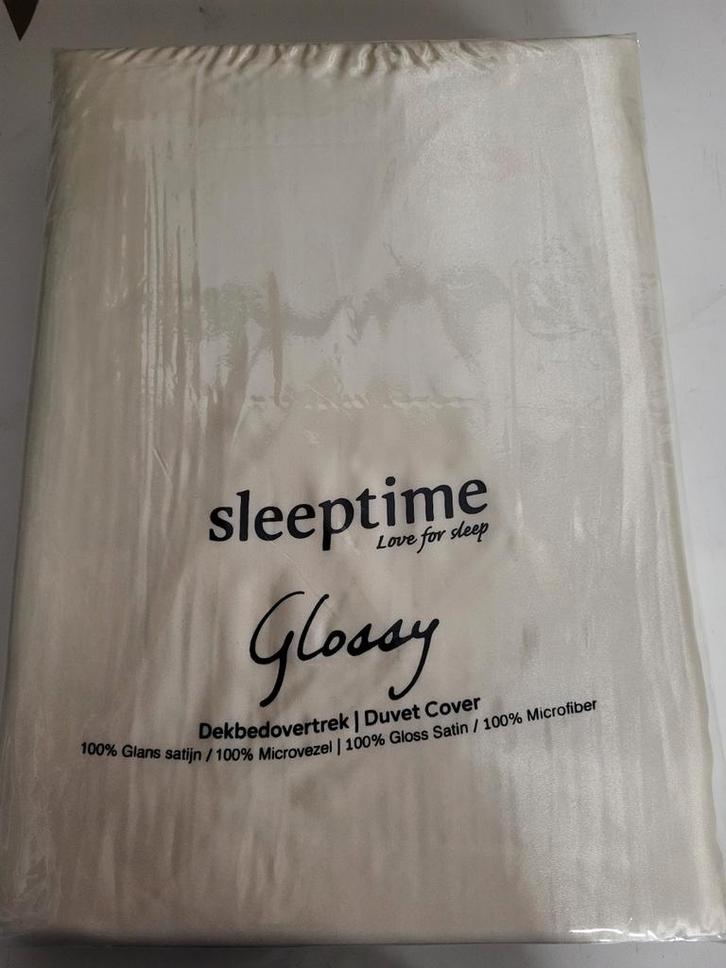 sleeptime
Love for sleep
Glossy
Dekbedovertrek | Duvet Cover
100% Glans satijn / 100% Microvezel | 100% Gloss Satin / 100% Microfiber